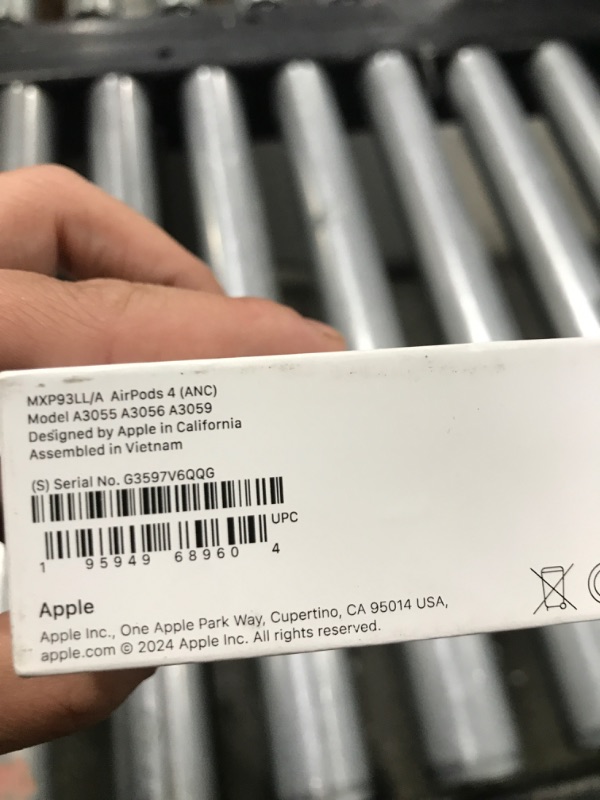 MXP93LL/A AirPods 4 (ANC)
Model A3055 A3056 A3059
Designed by Apple in California
Assembled in Vietnam
(S) Serial No. G3597V6QQG
UPC
1 95949 68960 4
Apple
Apple Inc., One Apple Park Way, Cupertino, CA 95014 USA,
apple.com © 2024 Apple Inc. All rights reserved.